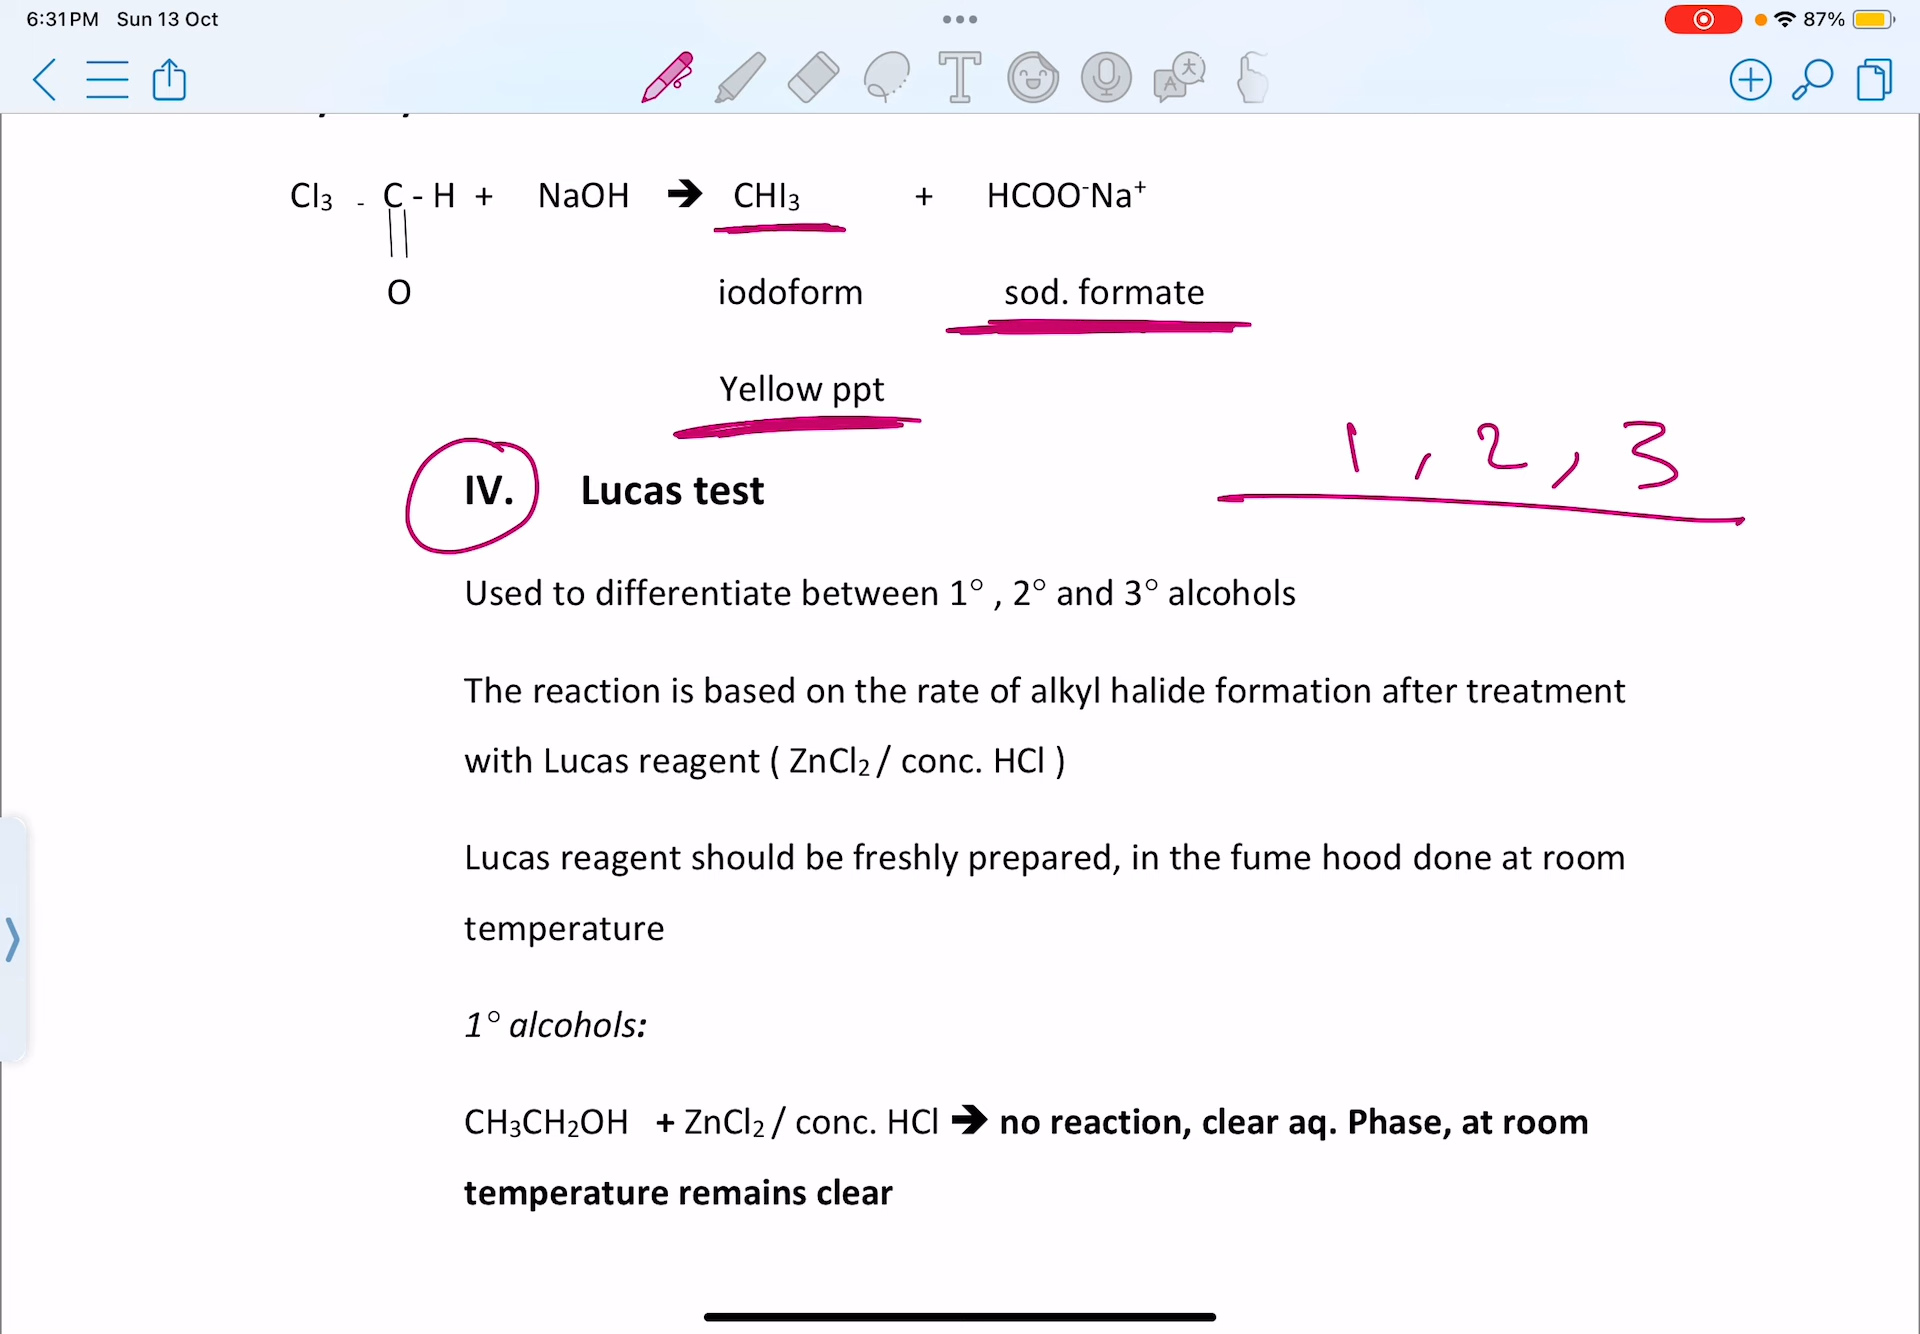 6:31 PM Sun 13 Oct
87%
Cl₃ - C - H + NaOH ➔ CHI₃ + HCOO⁻Na⁺
O
iodoform sod. formate
Yellow ppt
1 , 2 , 3
IV. Lucas test
Used to differentiate between 1° , 2° and 3° alcohols
The reaction is based on the rate of alkyl halide formation after treatment
with Lucas reagent ( ZnCl₂ / conc. HCl )
Lucas reagent should be freshly prepared, in the fume hood done at room
temperature
1° alcohols:
CH₃CH₂OH + ZnCl₂ / conc. HCl ➔ no reaction, clear aq. Phase, at room
temperature remains clear